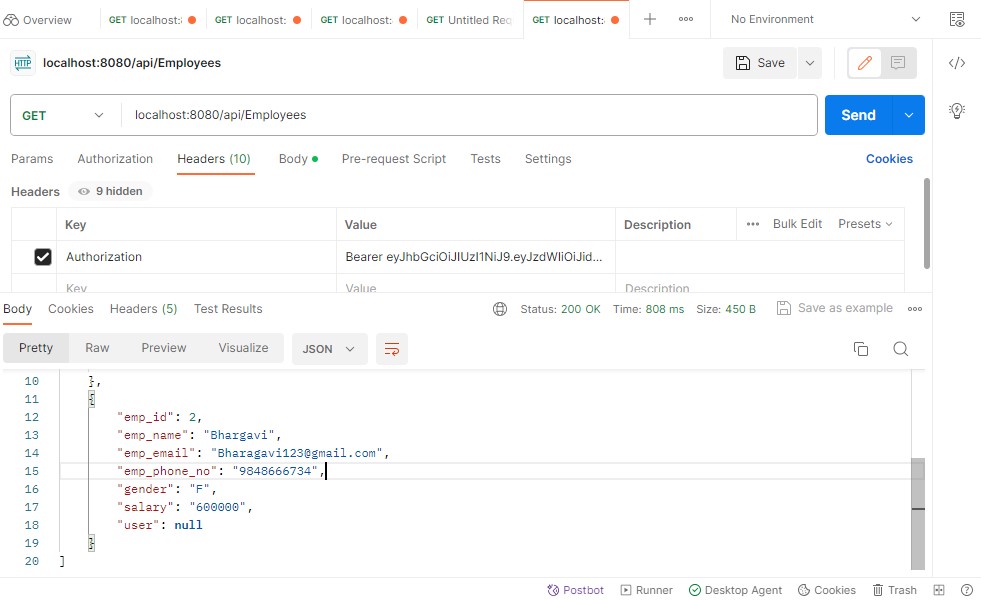 Overview GET localhost: GET localhost: GET localhost: GET Untitled Req GET localhost: No Environment
HTTP localhost:8080/api/Employees Save
GET localhost:8080/api/Employees Send
Params Authorization Headers (10) Body Pre-request Script Tests Settings Cookies
Headers 9 hidden
Key Value Description Bulk Edit Presets
Authorization Bearer eyJhbGciOiJIUzI1NiJ9.eyJzdWIiOiJid...
Key Value Description
Body Cookies Headers (5) Test Results Status: 200 OK Time: 808 ms Size: 450 B Save as example
Pretty Raw Preview Visualize JSON
10 },
11 {
12 "emp_id": 2,
13 "emp_name": "Bhargavi",
14 "emp_email": "Bharagavi123@gmail.com",
15 "emp_phone_no": "9848666734",
16 "gender": "F",
17 "salary": "600000",
18 "user": null
19 }
20 ]
Postbot Runner Desktop Agent Cookies Trash